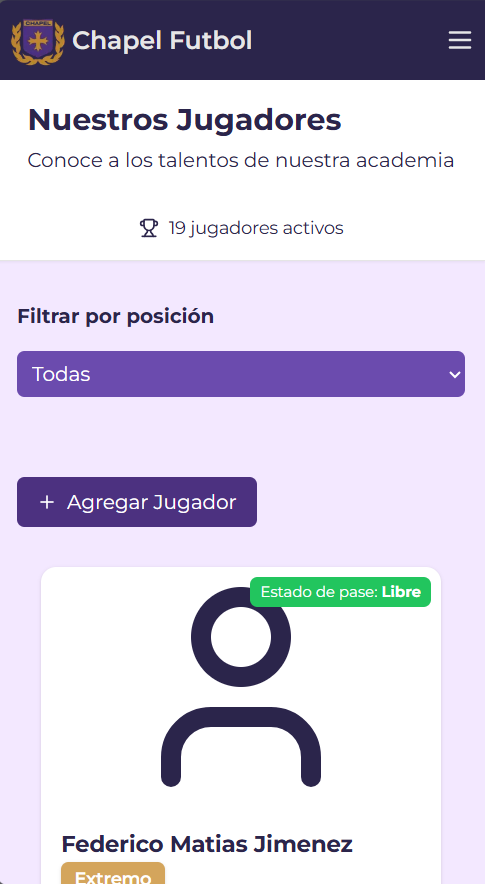 CHAPEL
Chapel Futbol
Nuestros Jugadores
Conoce a los talentos de nuestra academia
19 jugadores activos
Filtrar por posición
Todas
+ Agregar Jugador
Estado de pase: Libre
Federico Matias Jimenez
Extremo